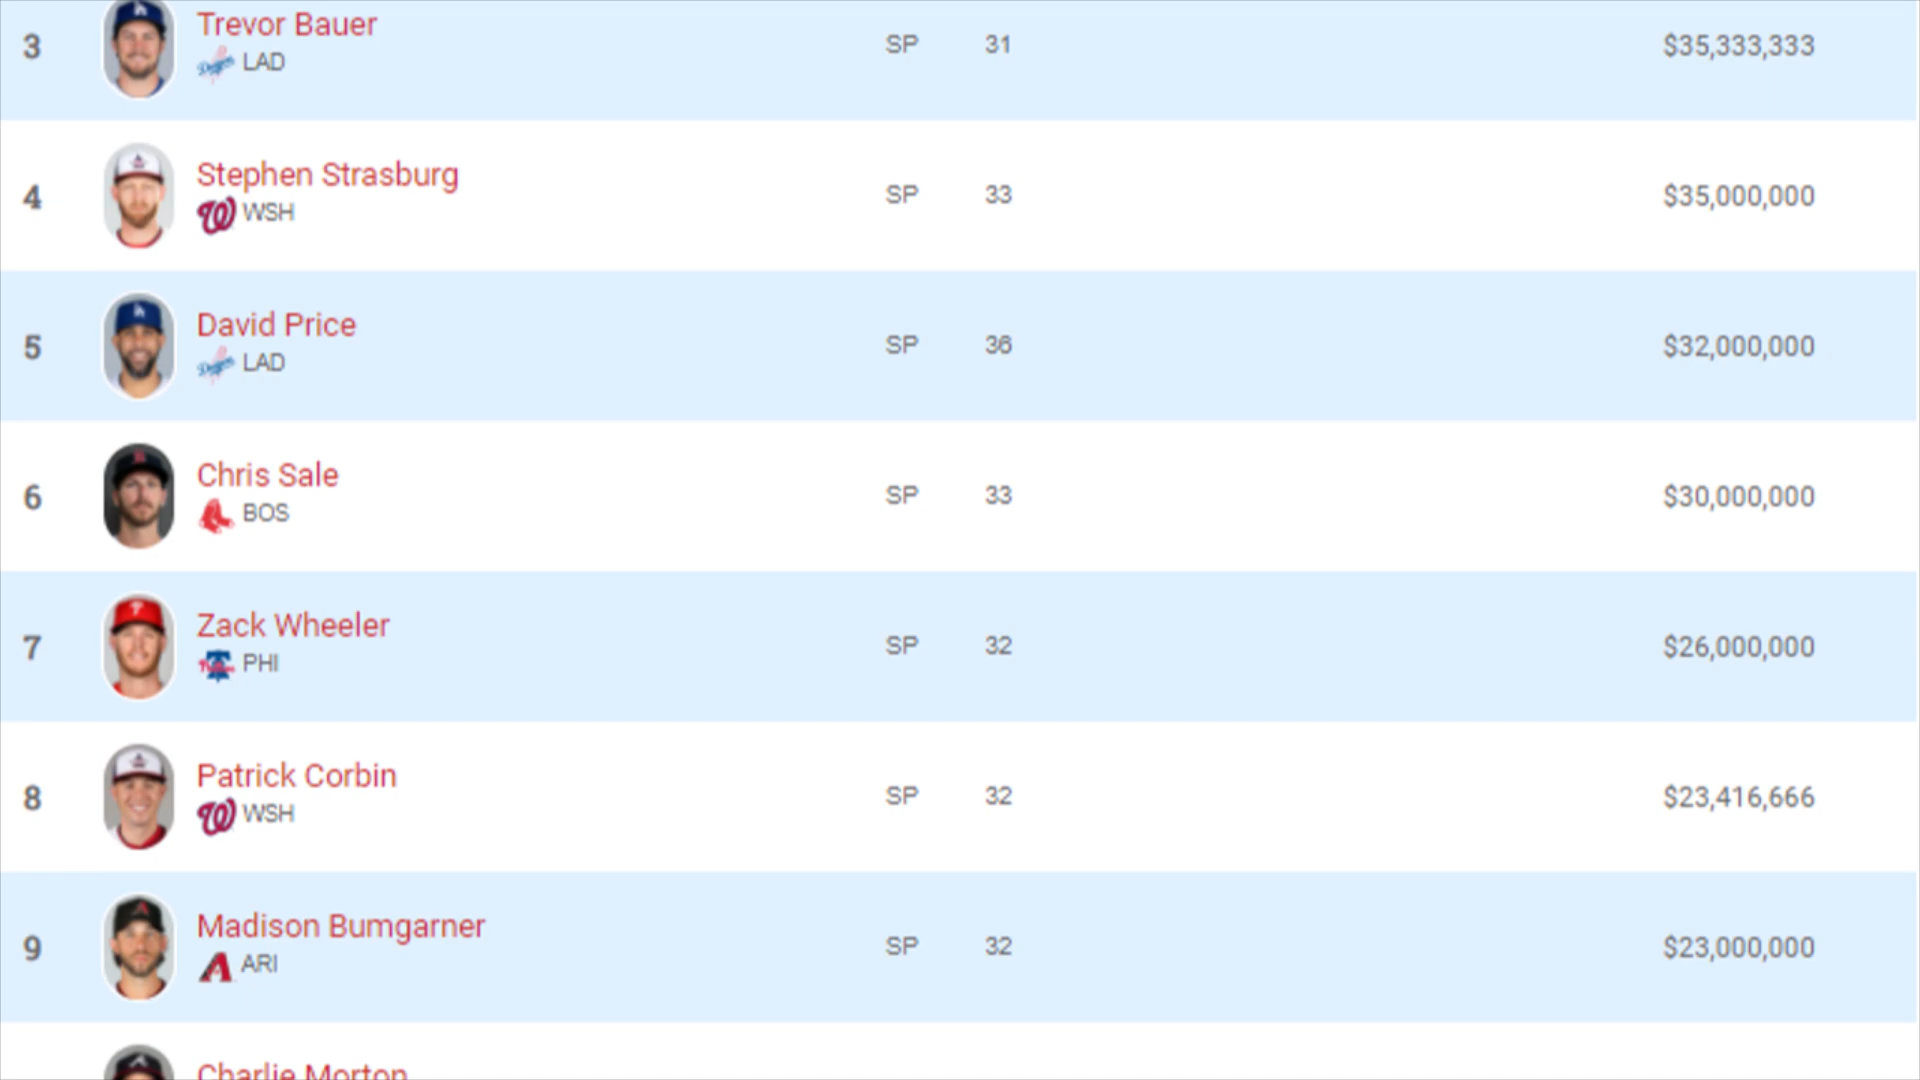 3 Trevor Bauer SP 31 $35,333,333
LAD
4 Stephen Strasburg SP 33 $35,000,000
WSH
5 David Price SP 36 $32,000,000
LAD
6 Chris Sale SP 33 $30,000,000
BOS
7 Zack Wheeler SP 32 $26,000,000
PHI
8 Patrick Corbin SP 32 $23,416,666
WSH
9 Madison Bumgarner SP 32 $23,000,000
ARI
Charlie Morton